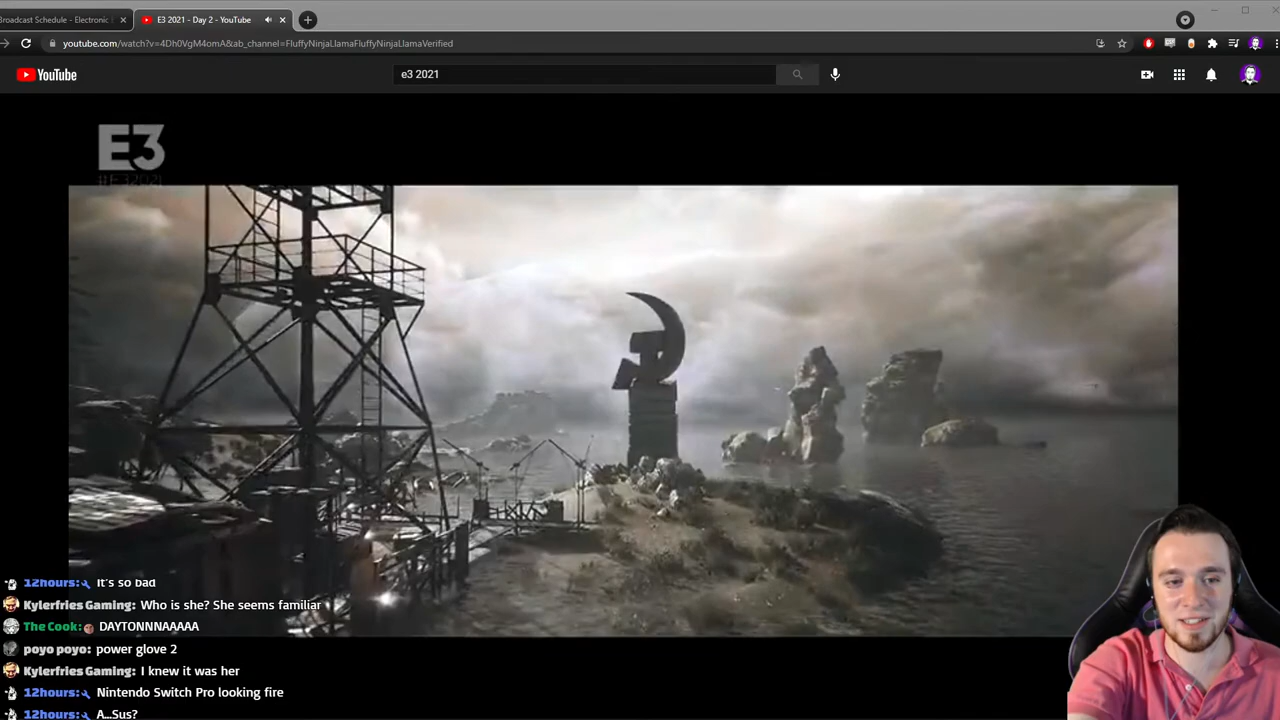 Broadcast Schedule - Electronic
E3 2021 - Day 2 - YouTube
youtube.com/watch?v=4Dh0VgM4omA&ab_channel=FluffyNinjaLlamaFluffyNinjaLlamaVerified
YouTube
e3 2021
E3
#E32021
12hours: It's so bad
Kylerfries Gaming: Who is she? She seems familiar
The Cook: DAYTONNNAAAAA
poyo poyo: power glove 2
Kylerfries Gaming: I knew it was her
12hours: Nintendo Switch Pro looking fire
12hours: A...Sus?